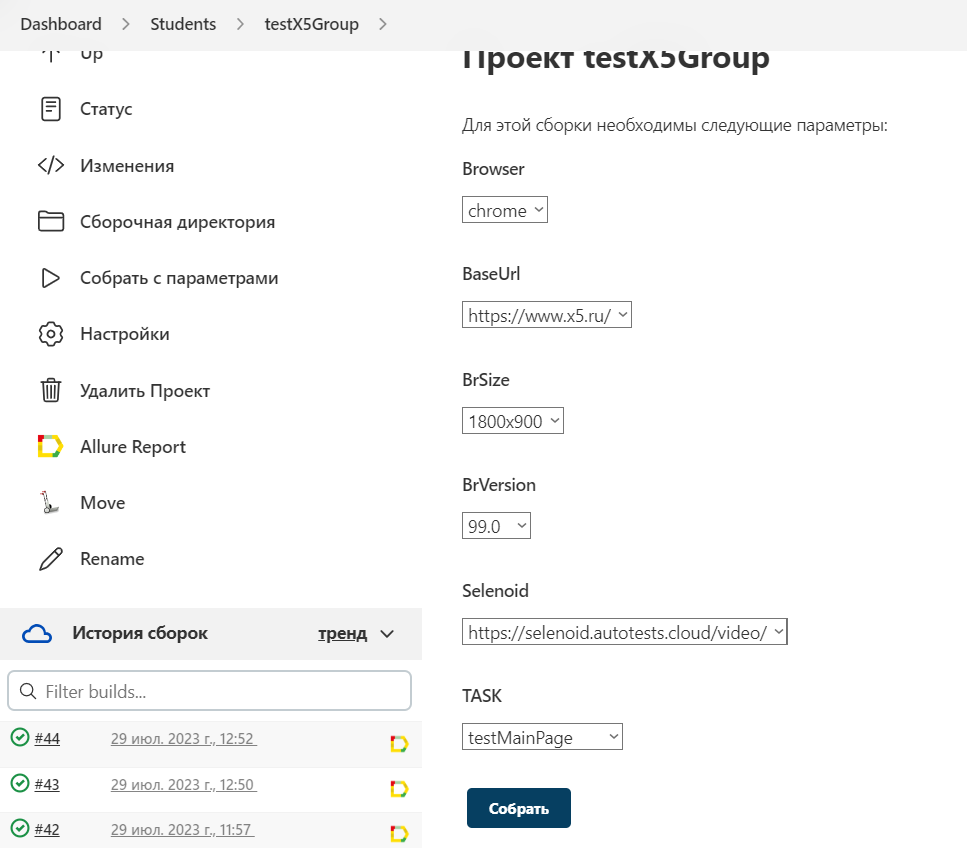 Dashboard > Students > testX5Group >
Up
Статус
Изменения
Сборочная директория
Собрать с параметрами
Настройки
Удалить Проект
Allure Report
Move
Rename
История сборок тренд
Filter builds...
#44 29 июл. 2023 г., 12:52
#43 29 июл. 2023 г., 12:50
#42 29 июл. 2023 г., 11:57
Проект testX5Group
Для этой сборки необходимы следующие параметры:
Browser
chrome
BaseUrl
https://www.x5.ru/
BrSize
1800x900
BrVersion
99.0
Selenoid
https://selenoid.autotests.cloud/video/
TASK
testMainPage
Собрать